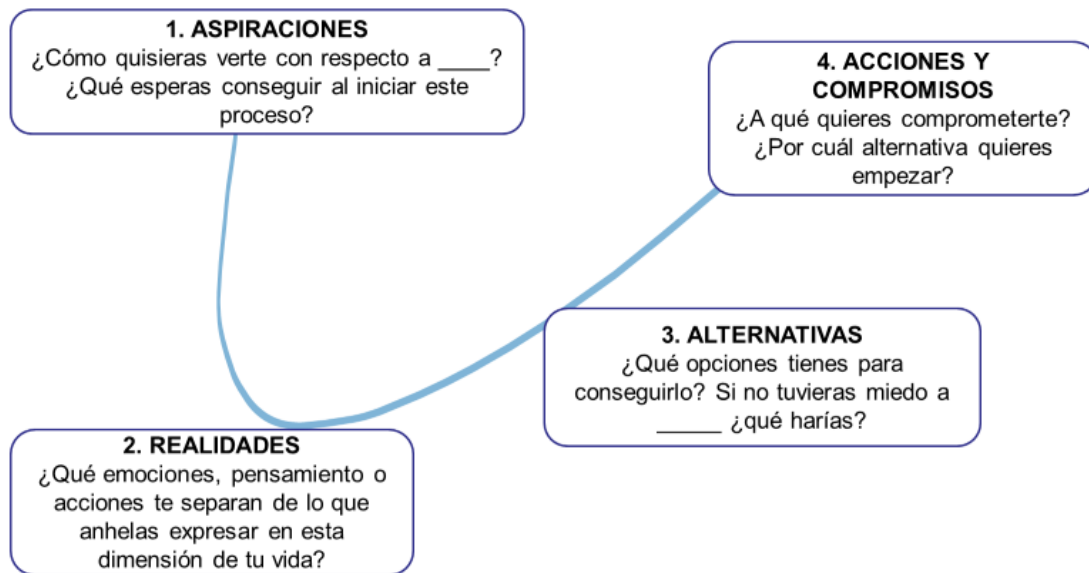 1. ASPIRACIONES
¿Cómo quisieras verte con respecto a ____?
¿Qué esperas conseguir al iniciar este
proceso?
2. REALIDADES
¿Qué emociones, pensamiento o
acciones te separan de lo que
anhelas expresar en esta
dimensión de tu vida?
3. ALTERNATIVAS
¿Qué opciones tienes para
conseguirlo? Si no tuvieras miedo a
_____ ¿qué harías?
4. ACCIONES Y
COMPROMISOS
¿A qué quieres comprometerte?
¿Por cuál alternativa quieres
empezar?